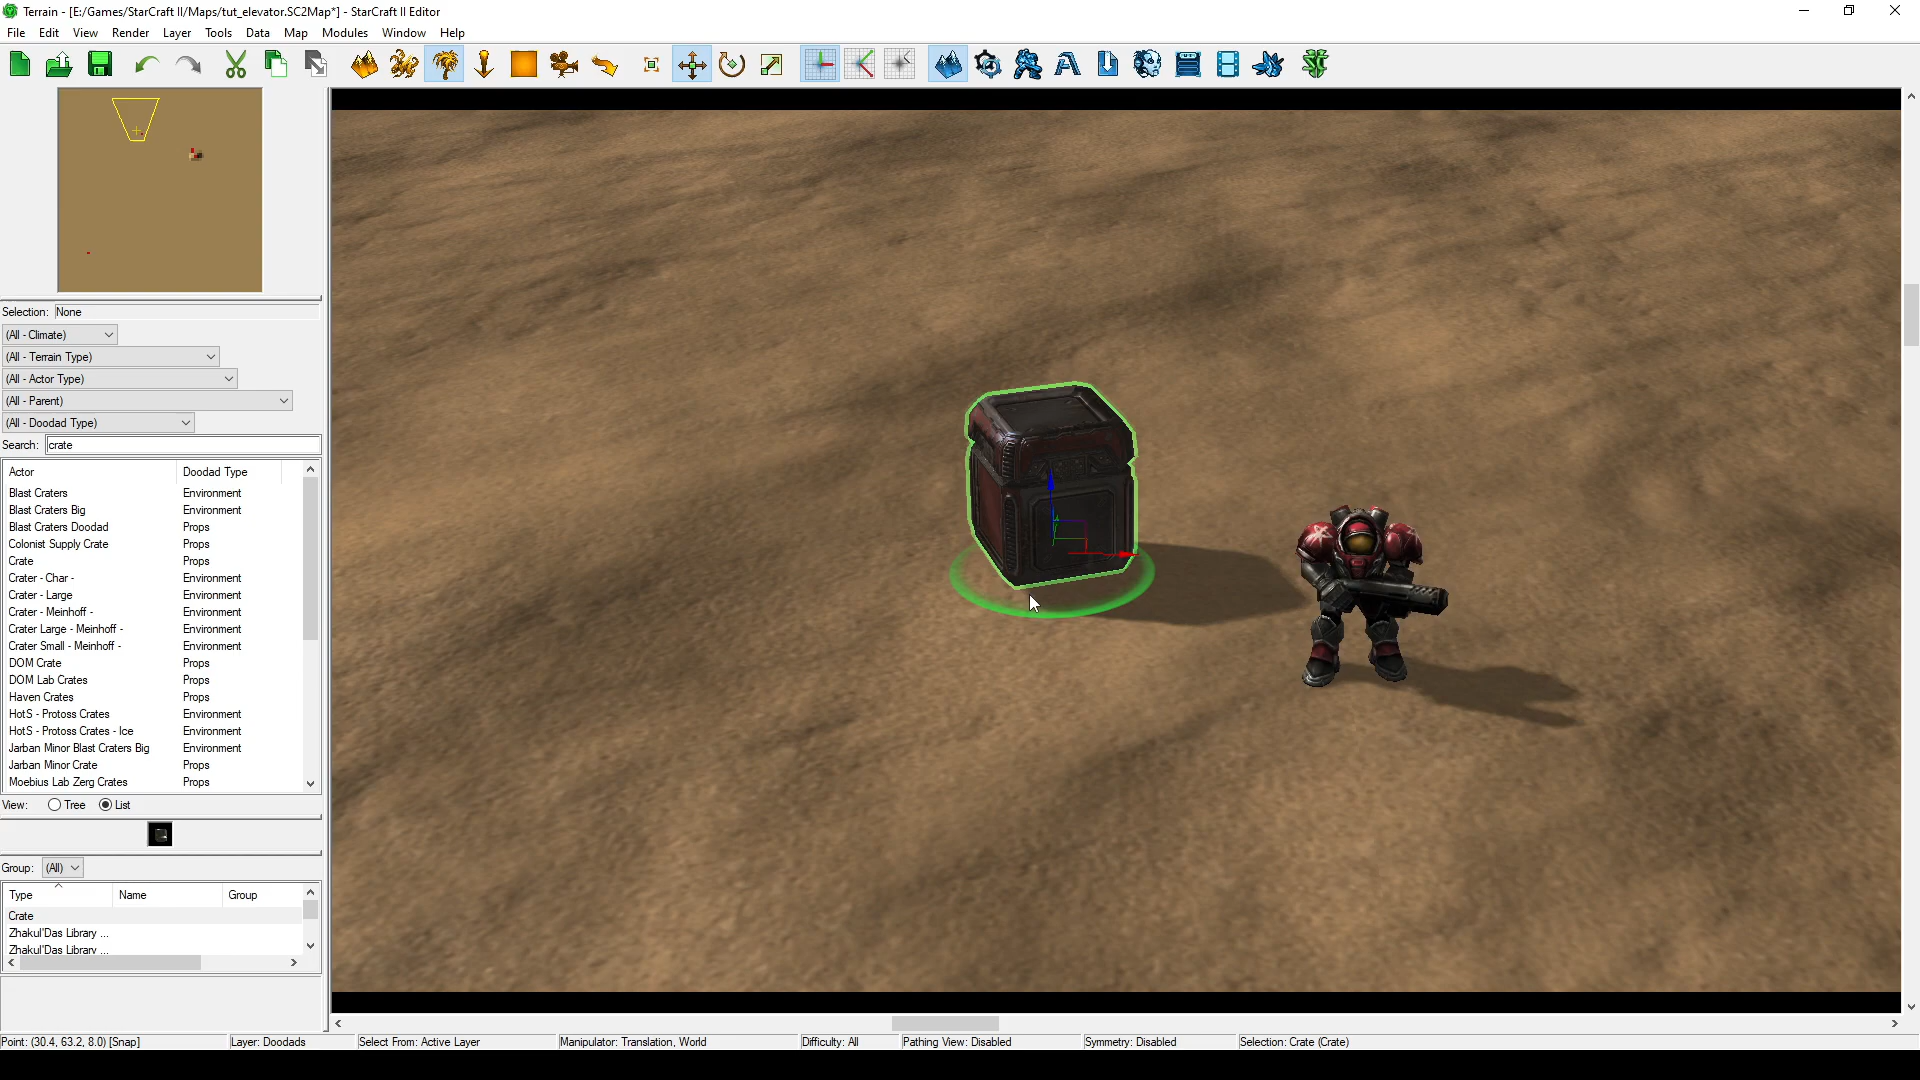 Terrain - [E:/Games/StarCraft II/Maps/tut_elevator.SC2Map*] - StarCraft II Editor
File Edit View Render Layer Tools Data Map Modules Window Help
Selection: None
(All - Climate)
(All - Terrain Type)
(All - Actor Type)
(All - Parent)
(All - Doodad Type)
Search: crate
Actor Doodad Type
Blast Craters Environment
Blast Craters Big Environment
Blast Craters Doodad Props
Colonist Supply Crate Props
Crate Props
Crater - Char - Environment
Crater - Large Environment
Crater - Meinhoff - Environment
Crater Large - Meinhoff - Environment
Crater Small - Meinhoff - Environment
DOM Crate Props
DOM Lab Crates Props
Haven Crates Props
HotS - Protoss Crates Environment
HotS - Protoss Crates - Ice Environment
Jarban Minor Blast Craters Big Environment
Jarban Minor Crate Props
Moebius Lab Zerg Crates Props
View: Tree List
Group: (All)
Type Name Group
Crate
Zhakul'Das Library ...
Zhakul'Das Library ...
Point: (30.4, 63.2, 8.0) [Snap] Layer: Doodads Select From: Active Layer Manipulator: Translation, World Difficulty: All Pathing View: Disabled Symmetry: Disabled Selection: Crate (Crate)